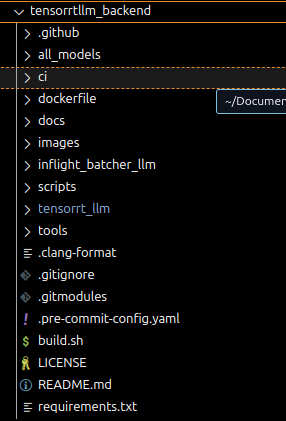 tensorrtllm_backend
.github
all_models
ci
dockerfile
~/Documen
docs
images
inflight_batcher_llm
scripts
tensorrt_llm
tools
.clang-format
.gitignore
.gitmodules
.pre-commit-config.yaml
build.sh
LICENSE
README.md
requirements.txt